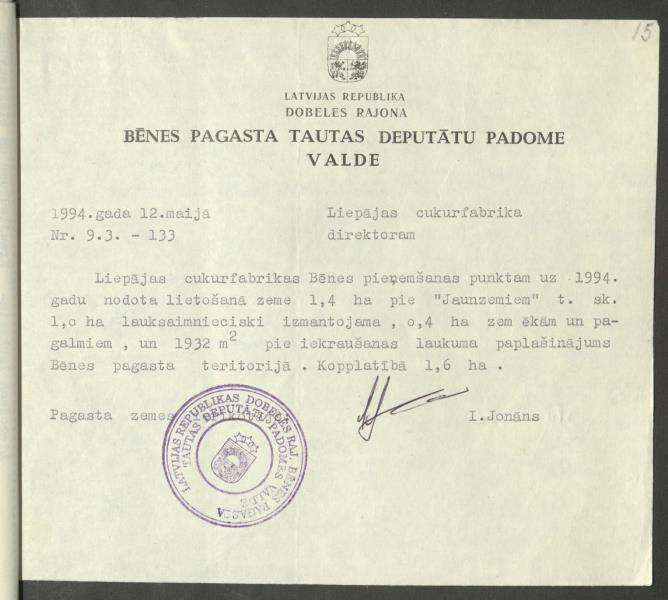 15
LATVIJAS REPUBLIKA
DOBELES RAJONA
BĒNES PAGASTA TAUTAS DEPUTĀTU PADOME
VALDE
1994.gada 12.maijā
Nr. 9.3. - 133
Liepājas cukurfabrika
direktoram
Liepājas cukurfabrikas Bēnes pieņemšanas punktam uz 1994.
gadu nodota lietošanā zeme 1,4 ha pie "Jaunzemiem" t. sk.
1,o ha lauksaimnieciski izmantojama , o,4 ha zem ēkām un pa-
galmiem , un 1932 m² pie iekraušanas laukuma paplašinājums
Bēnes pagasta teritorijā . Kopplatībā 1,6 ha .
Pagasta zemes I.Jonāns
LATVIJAS REPUBLIKAS DOBELES RAJ. BĒNES PAGASTA
TAUTAS DEPUTĀTU PADOMES VALDE